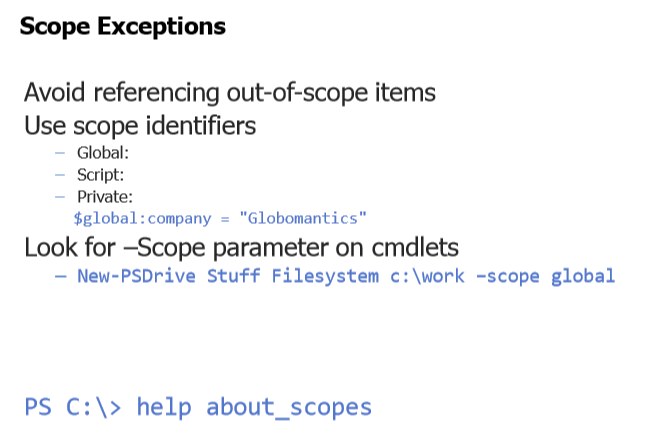 Scope Exceptions
Avoid referencing out-of-scope items
Use scope identifiers
– Global:
– Script:
– Private:
$global:company = "Globomantics"
Look for –Scope parameter on cmdlets
– New-PSDrive Stuff Filesystem c:\work -scope global
PS C:\> help about_scopes